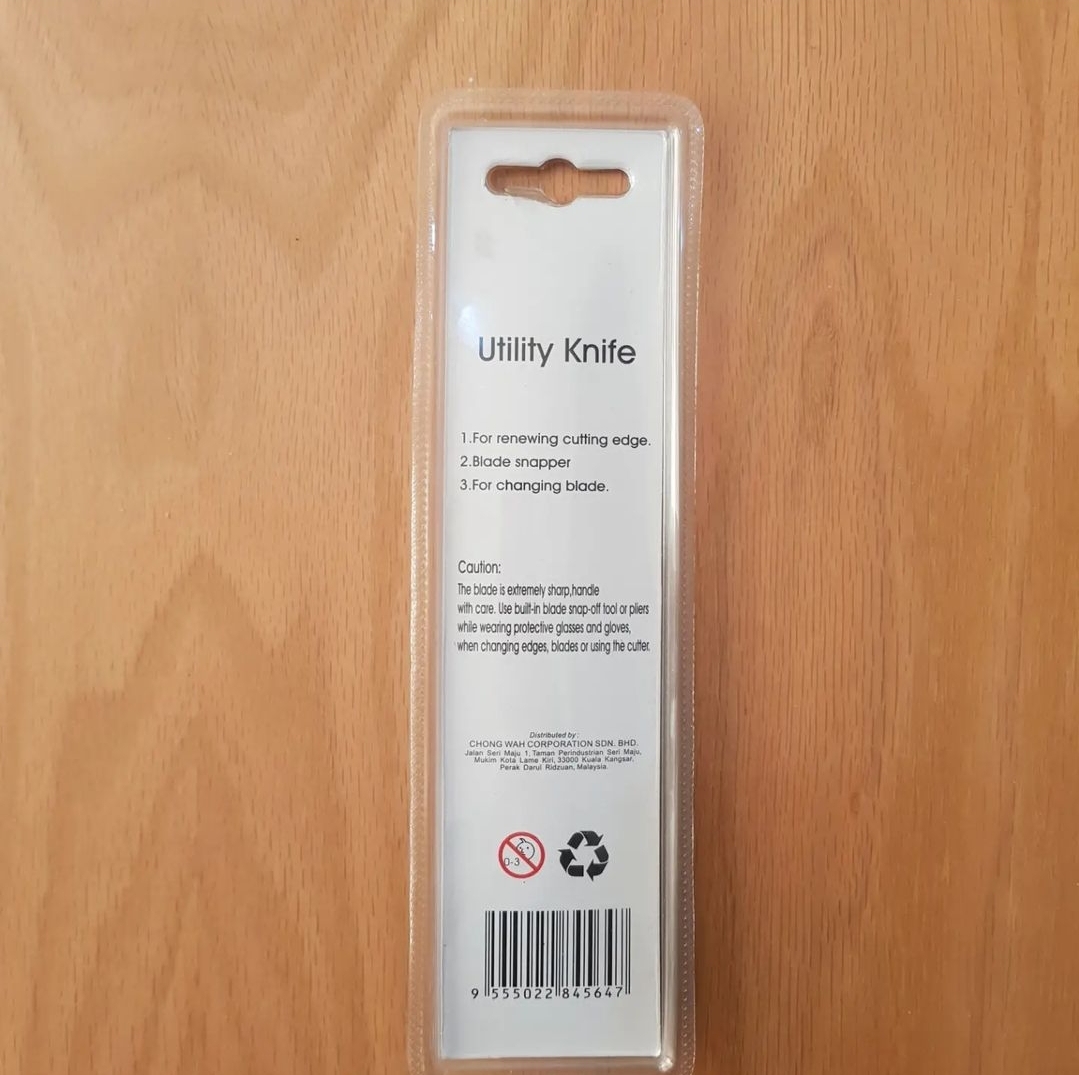 Utility Knife
1.For renewing cutting edge.
2.Blade snapper
3.For changing blade.
Caution:
The blade is extremely sharp,handle
with care. Use built-in blade snap-off tool or pliers
while wearing protective glasses and gloves,
when changing edges, blades or using the cutter.
Distributed by:
CHONG WAH CORPORATION SDN. BHD.
Jalan Seri Maju 1, Taman Perindustrian Seri Maju,
Mukim Kota Lame Kiri, 33000 Kuala Kangsar,
Perak Darul Ridzuan, Malaysia.
0-3
9 555022 845647